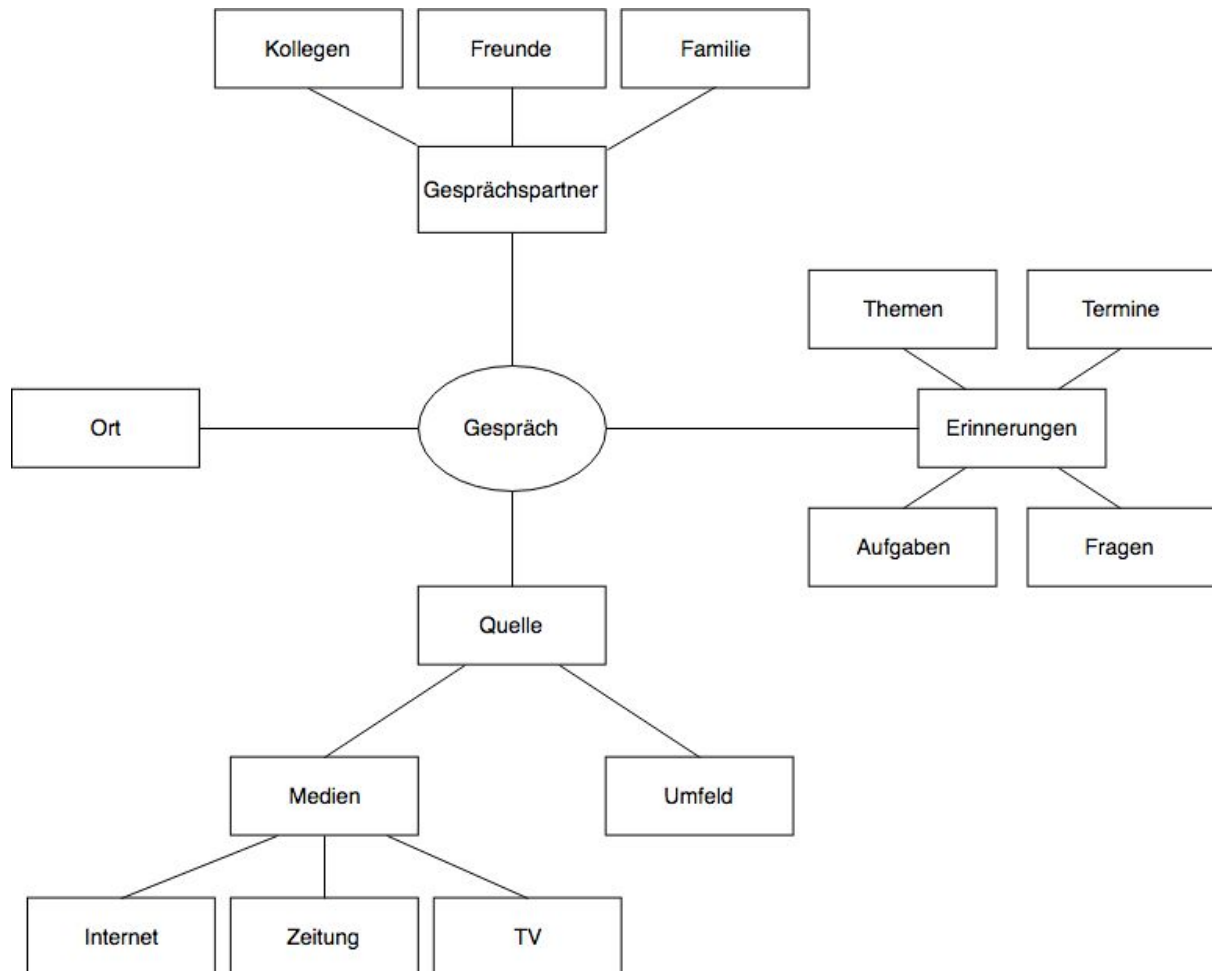 Kollegen
Freunde
Familie
Gesprächspartner
Themen
Termine
Ort
Gespräch
Erinnerungen
Aufgaben
Fragen
Quelle
Medien
Umfeld
Internet
Zeitung
TV